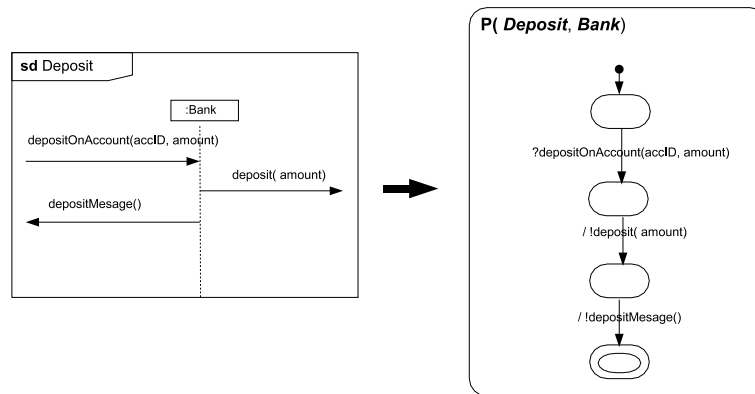 sd Deposit
:Bank
depositOnAccount(accID, amount)
deposit( amount)
depositMesage()
P( Deposit, Bank)
?depositOnAccount(accID, amount)
/ !deposit( amount)
/ !depositMesage()